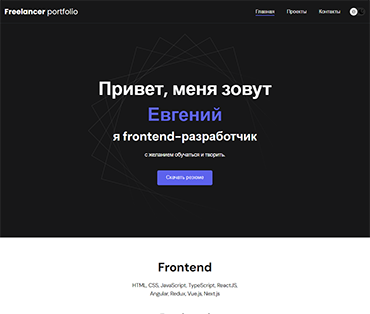 Freelancer portfolio
Главная Проекты Контакты
Привет, меня зовут
Евгений
я frontend-разработчик
с желанием обучаться и творить.
Скачать резюме
Frontend
HTML, CSS, JavaScript, TypeScript, ReactJS,
Angular, Redux, Vue.js, Next.js